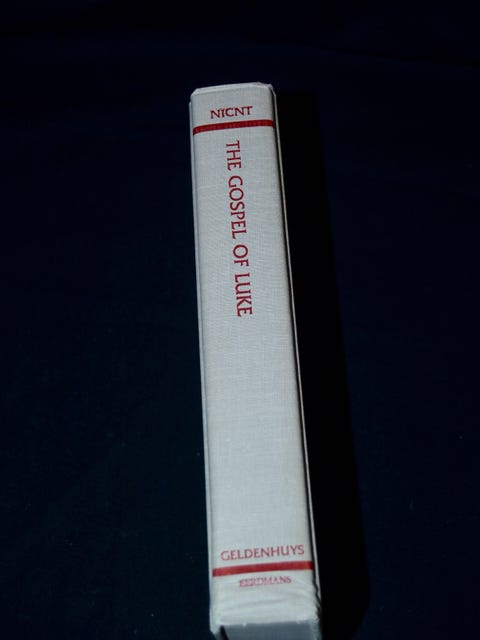 NICNT
THE GOSPEL OF LUKE
GELDENHUYS
EERDMANS